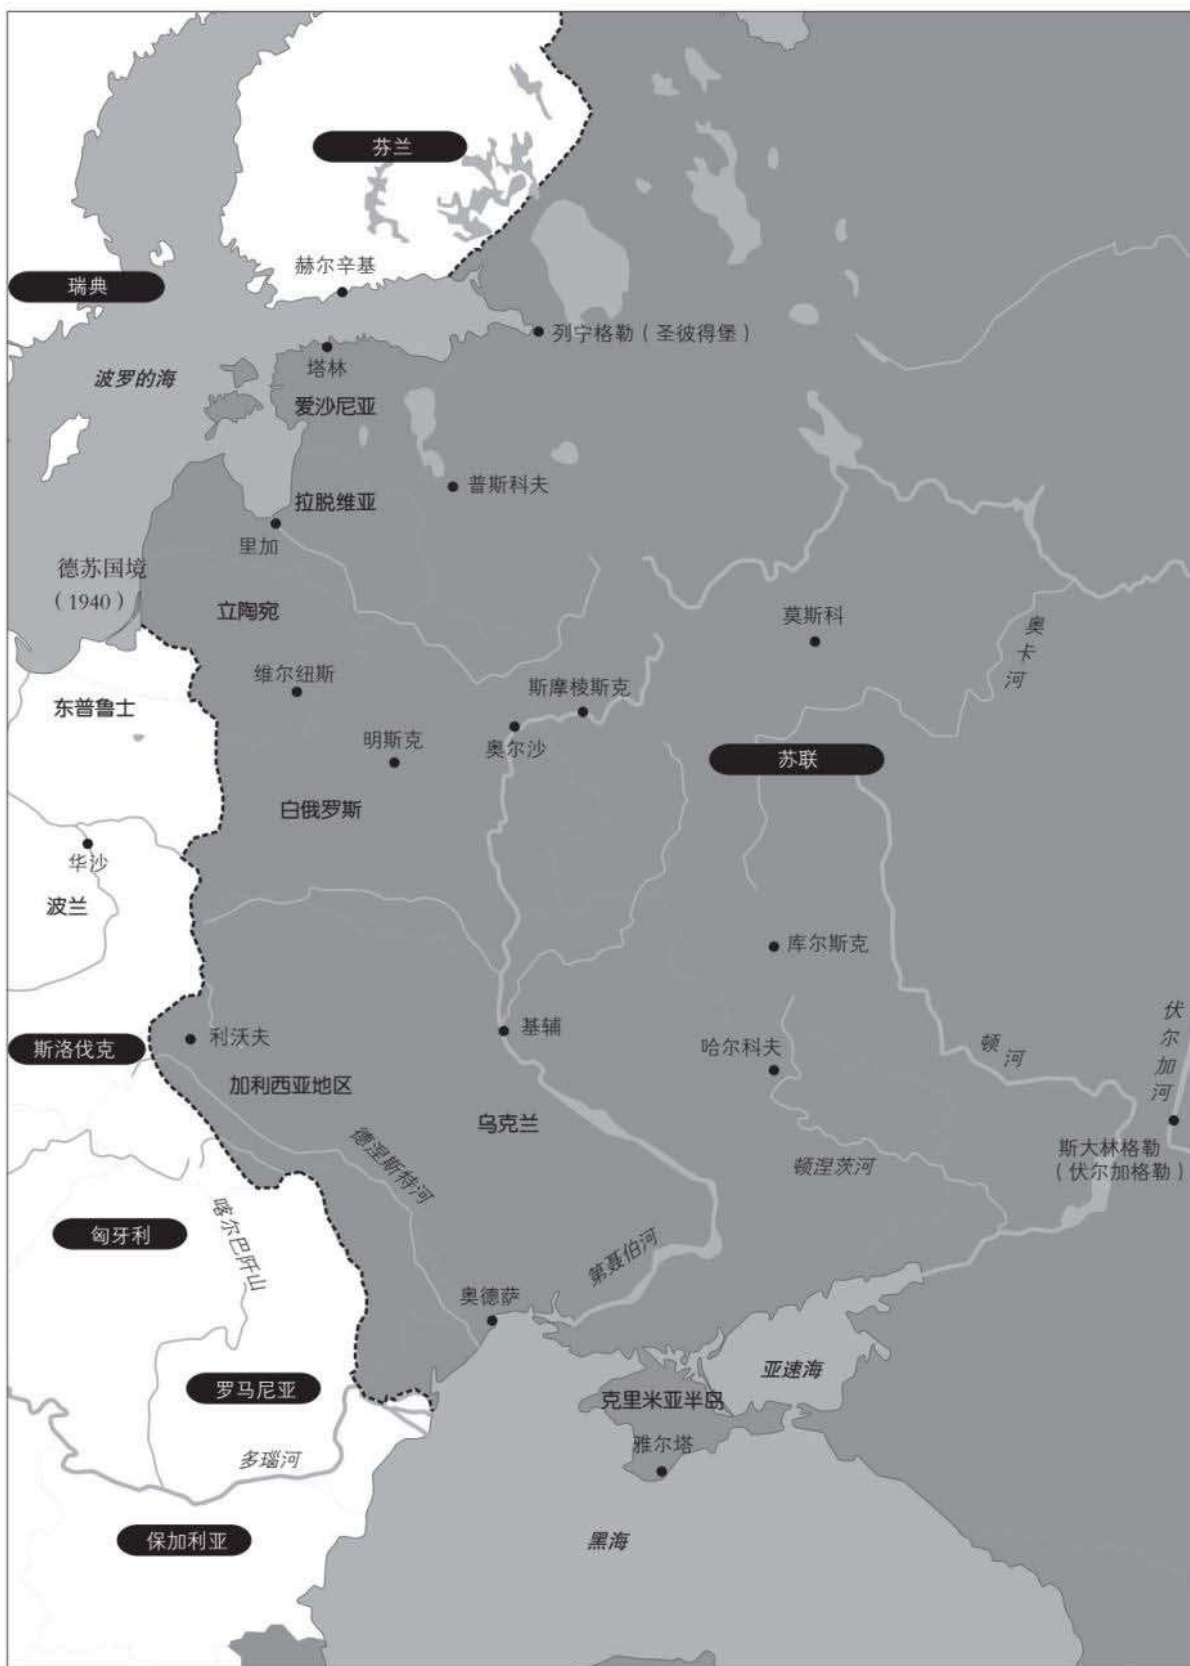 芬兰
赫尔辛基
瑞典
列宁格勒（圣彼得堡）
塔林
波罗的海
爱沙尼亚
普斯科夫
拉脱维亚
里加
德苏国境
（1940）
立陶宛
莫斯科
奥卡河
维尔纽斯
斯摩棱斯克
东普鲁士
明斯克
奥尔沙
苏联
白俄罗斯
华沙
波兰
库尔斯克
伏尔加河
斯洛伐克
利沃夫
基辅
哈尔科夫
顿河
加利西亚地区
乌克兰
德涅斯特河
顿涅茨河
斯大林格勒
（伏尔加格勒）
匈牙利
喀尔巴阡山
第聂伯河
奥德萨
亚速海
罗马尼亚
克里米亚半岛
雅尔塔
多瑙河
保加利亚
黑海